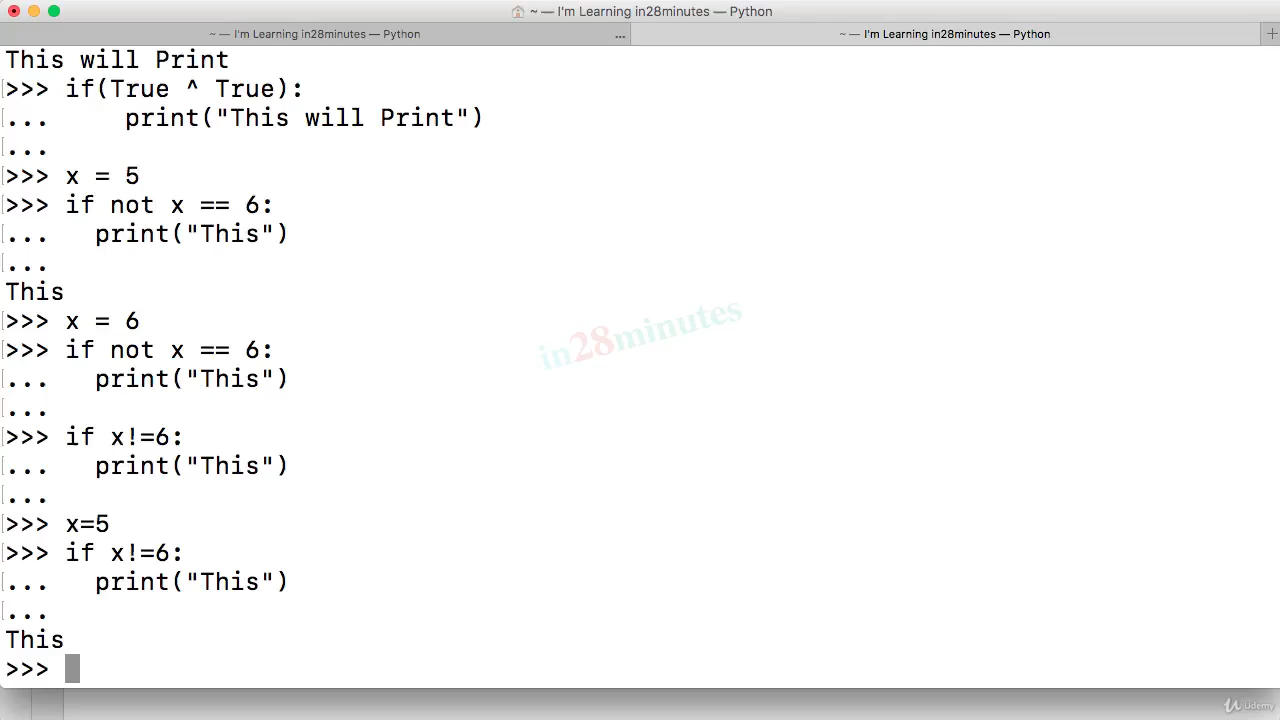 ~ — I'm Learning in28minutes — Python
~ — I'm Learning in28minutes — Python ... ~ — I'm Learning in28minutes — Python +
This will Print
>>> if(True ^ True):
...     print("This will Print")
...
>>> x = 5
>>> if not x == 6:
...   print("This")
...
This
>>> x = 6
>>> if not x == 6:
...   print("This")
...
>>> if x!=6:
...   print("This")
...
>>> x=5
>>> if x!=6:
...   print("This")
...
This
>>>
in28minutes
Udemy